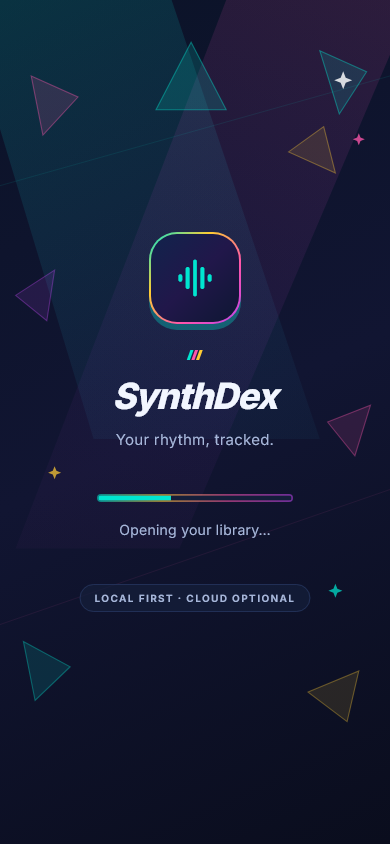 SynthDex
Your rhythm, tracked.
Opening your library...
LOCAL FIRST · CLOUD OPTIONAL